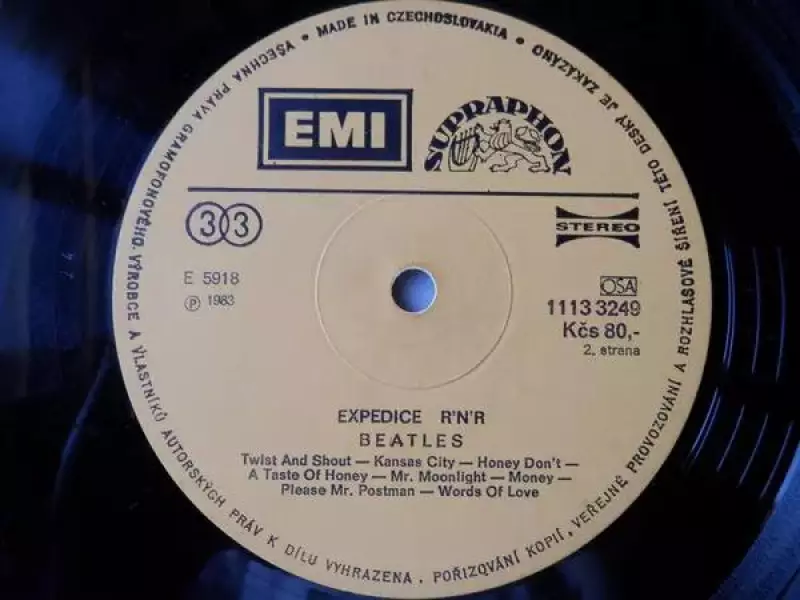 • MADE IN CZECHOSLOVAKIA •
VŠECHNA PRÁVA GRAMOFONOVÉHO VÝROBCE A VLASTNÍKŮ AUTORSKÝCH PRÁV K DÍLU VYHRAZENA. POŘIZOVÁNÍ KOPIÍ, VEŘEJNÉ PROVOZOVÁNÍ A ROZHLASOVÉ ŠÍŘENÍ TÉTO DESKY JE ZAKÁZÁNO
EMI
SUPRAPHON
33
STEREO
E 5918
Ⓟ 1983
OSA
1113 3249
Kčs 80,-
2. strana
EXPEDICE R'N'R
BEATLES
Twist And Shout — Kansas City — Honey Don't —
A Taste Of Honey — Mr. Moonlight — Money —
Please Mr. Postman — Words Of Love